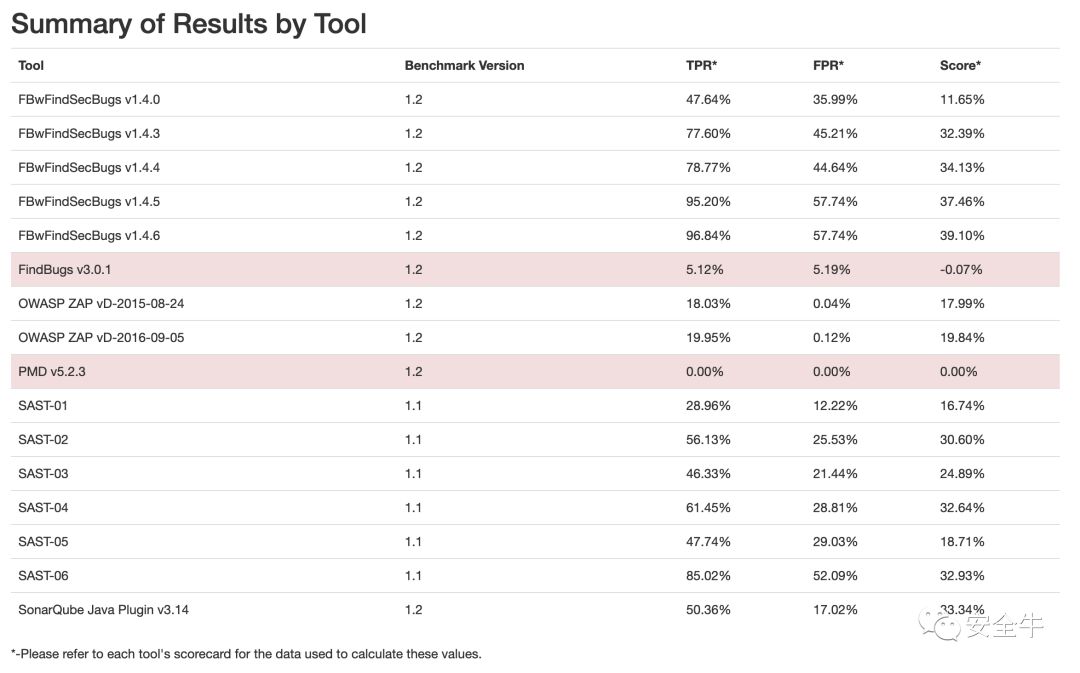 Summary of Results by Tool
Tool Benchmark Version TPR* FPR* Score*
FBwFindSecBugs v1.4.0 1.2 47.64% 35.99% 11.65%
FBwFindSecBugs v1.4.3 1.2 77.60% 45.21% 32.39%
FBwFindSecBugs v1.4.4 1.2 78.77% 44.64% 34.13%
FBwFindSecBugs v1.4.5 1.2 95.20% 57.74% 37.46%
FBwFindSecBugs v1.4.6 1.2 96.84% 57.74% 39.10%
FindBugs v3.0.1 1.2 5.12% 5.19% -0.07%
OWASP ZAP vD-2015-08-24 1.2 18.03% 0.04% 17.99%
OWASP ZAP vD-2016-09-05 1.2 19.95% 0.12% 19.84%
PMD v5.2.3 1.2 0.00% 0.00% 0.00%
SAST-01 1.1 28.96% 12.22% 16.74%
SAST-02 1.1 56.13% 25.53% 30.60%
SAST-03 1.1 46.33% 21.44% 24.89%
SAST-04 1.1 61.45% 28.81% 32.64%
SAST-05 1.1 47.74% 29.03% 18.71%
SAST-06 1.1 85.02% 52.09% 32.93%
SonarQube Java Plugin v3.14 1.2 50.36% 17.02% 33.34%
安全牛
*-Please refer to each tool's scorecard for the data used to calculate these values.